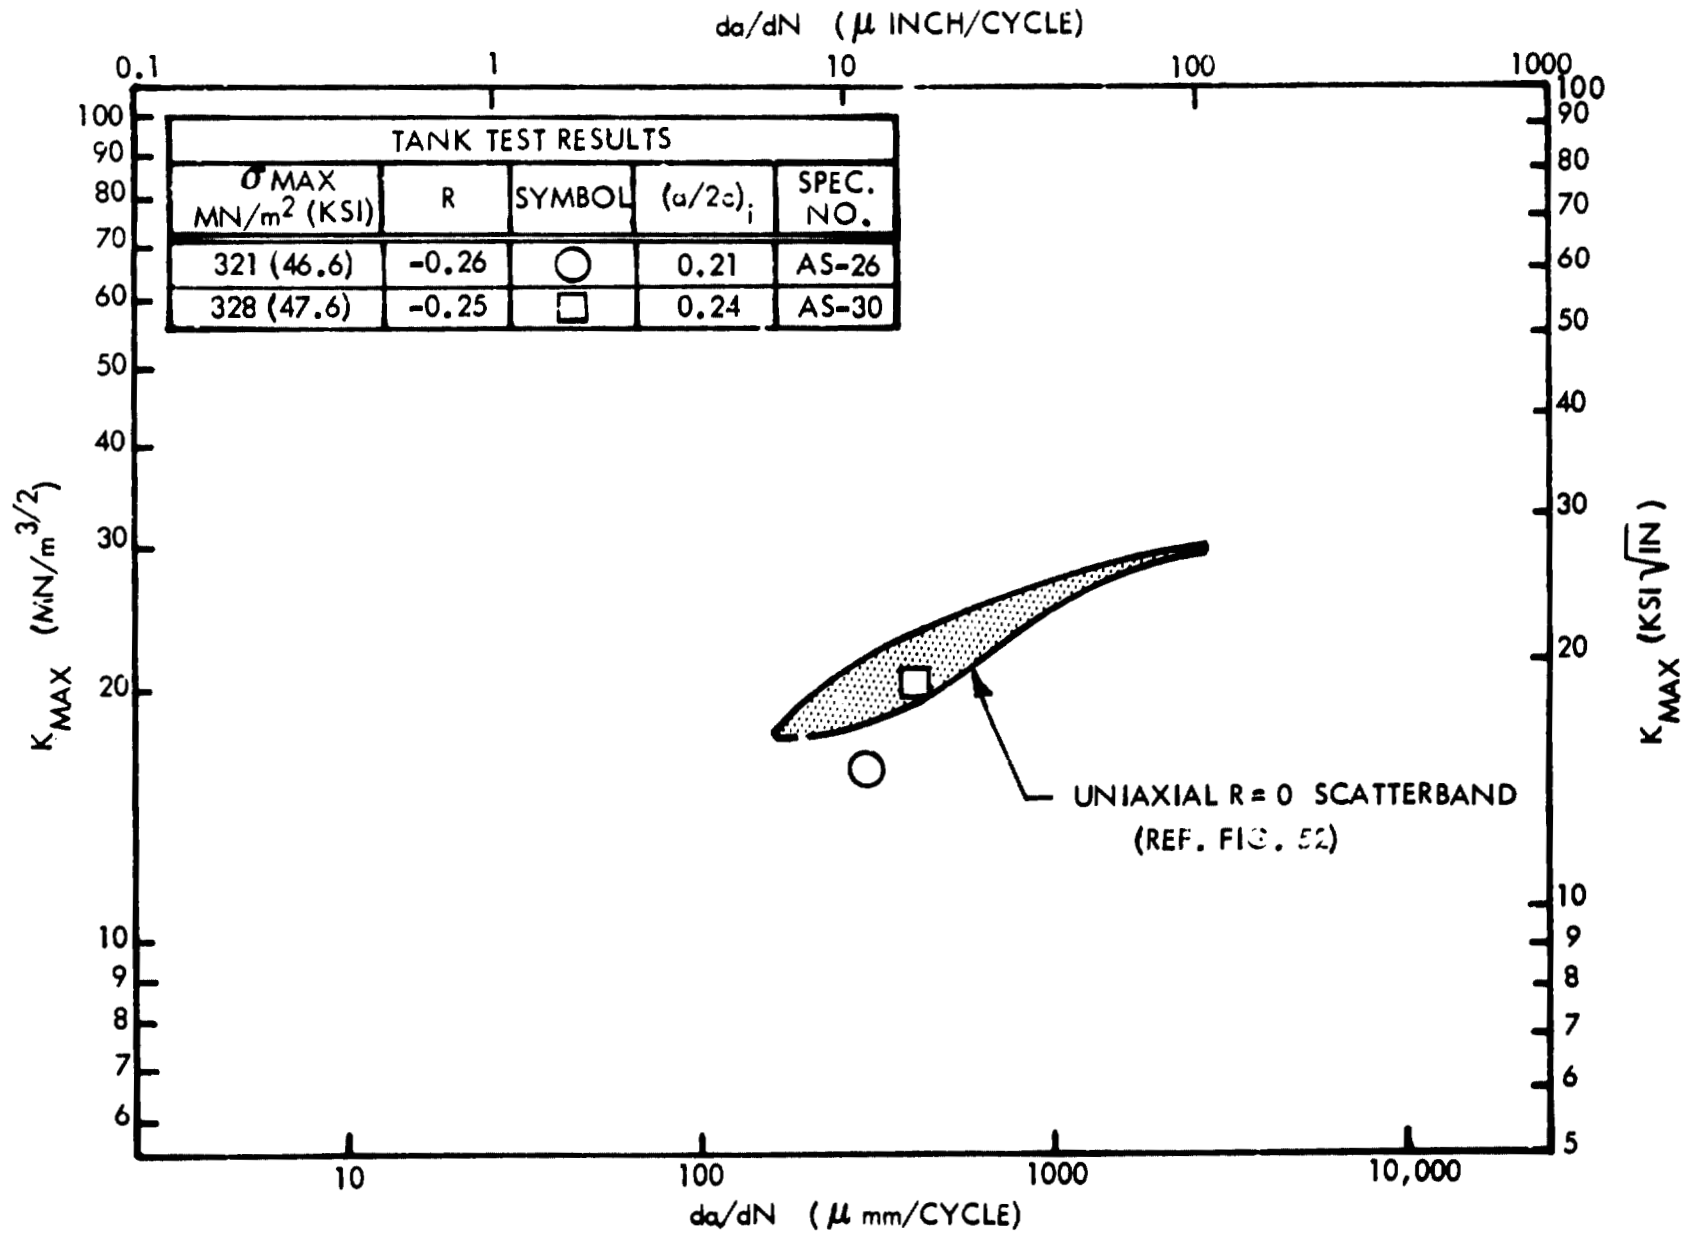 da/dN (μ INCH/CYCLE)
0.1 1 10 100 1000
TANK TEST RESULTS
σ MAX MN/m² (KSI) R SYMBOL (a/2c)i SPEC. NO.
321 (46.6) -0.26 0.21 AS-26
328 (47.6) -0.25 0.24 AS-30
100
90
80
70
60
50
40
30
20
10
9
8
7
6
KMAX (MN/m3/2)
100
90
80
70
60
50
40
30
20
10
9
8
7
6
5
KMAX (KSI √IN)
UNIAXIAL R = 0 SCATTERBAND
(REF. FIG. 52)
10 100 1000 10,000
da/dN (μ mm/CYCLE)